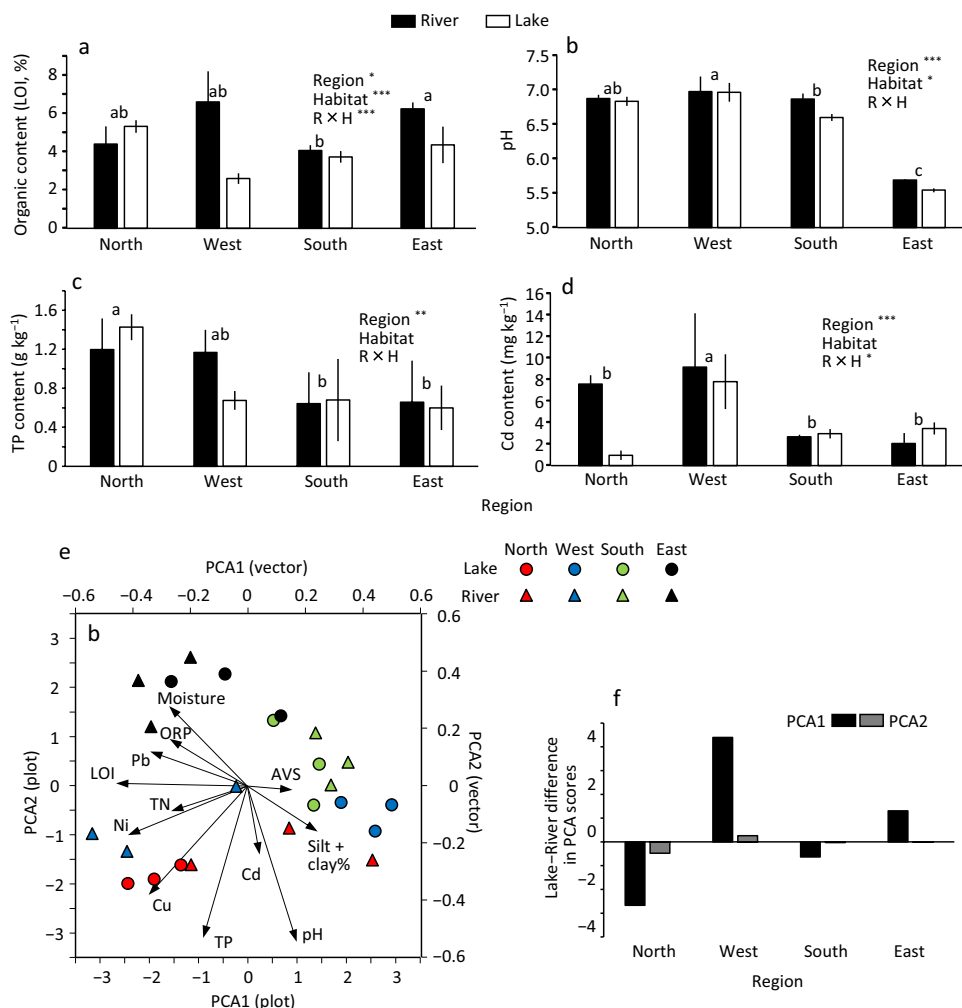 River Lake
a
Organic content (LOI, %)
8
6
4
2
0
ab
ab
b
a
Region *
Habitat ***
R × H ***
North West South East
b
pH
7.5
7.0
6.5
6.0
5.5
5.0
ab
a
b
c
Region ***
Habitat *
R × H
North West South East
c
TP content (g kg⁻¹)
1.6
1.2
0.8
0.4
0
a
ab
b
b
Region **
Habitat
R × H
North West South East
d
Cd content (mg kg⁻¹)
16
14
12
10
8
6
4
2
0
b
a
b
b
Region ***
Habitat
R × H *
North West South East
Region
e
PCA1 (vector)
−0.6 −0.4 −0.2 0 0.2 0.4 0.6
North West South East
Lake
River
b
PCA2 (plot)
3
2
1
0
−1
−2
−3
0.6
0.4
0.2
0
−0.2
−0.4
−0.6
PCA2 (vector)
Moisture
ORP
Pb
LOI
AVS
TN
Ni
Silt +
clay%
Cd
Cu
TP
pH
−3 −2 −1 0 1 2 3
PCA1 (plot)
f
PCA1 PCA2
Lake−River difference
in PCA scores
4
2
0
−2
−4
North West South East
Region